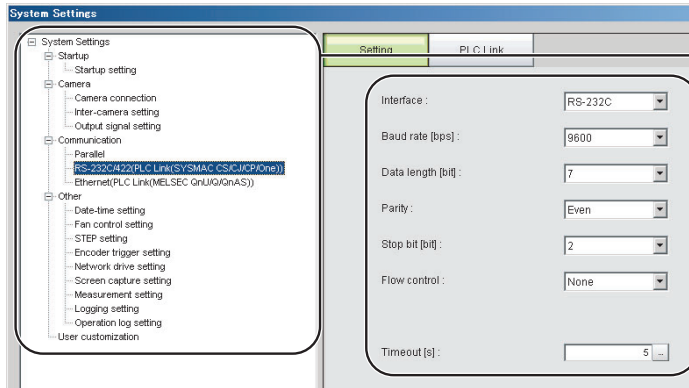 System Settings
System Settings
Startup
Startup setting
Camera
Camera connection
Inter-camera setting
Output signal setting
Communication
Parallel
RS-232C/422(PLC Link(SYSMAC CS/CJ/CP/One))
Ethernet(PLC Link(MELSEC QnU/Q/QnAS))
Other
Date-time setting
Fan control setting
STEP setting
Encoder trigger setting
Network drive setting
Screen capture setting
Measurement setting
Logging setting
Operation log setting
User customization
Setting PLC Link
Interface : RS-232C
Baud rate [bps] : 9600
Data length [bit] : 7
Parity : Even
Stop bit [bit] : 2
Flow control : None
Timeout [s] : 5 ...